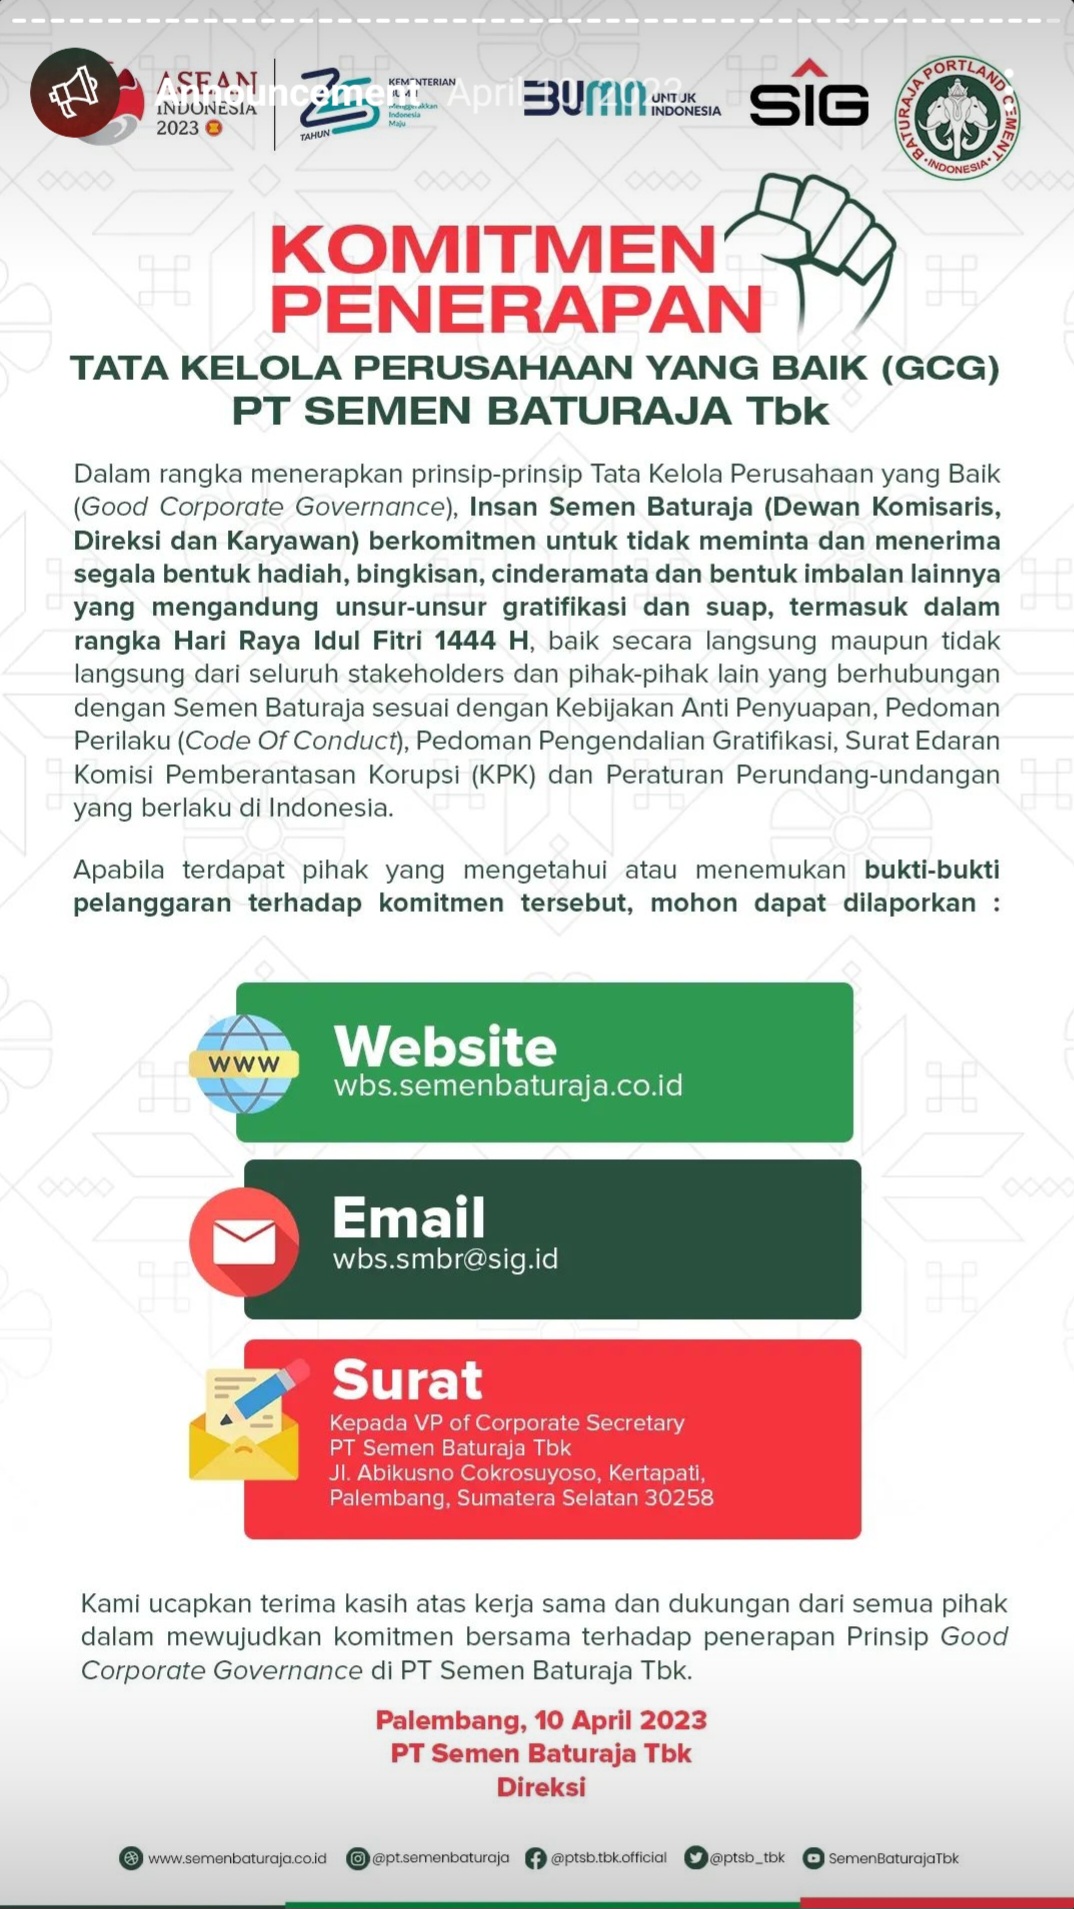 Announcement April 10, 2023
ASEAN
INDONESIA
2023
25
TAHUN
KEMENTERIAN
BUMN
Menggerakkan
Indonesia
Maju
BUMN UNTUK
INDONESIA
SIG
BATURAJA PORTLAND CEMENT
• INDONESIA •
KOMITMEN
PENERAPAN
TATA KELOLA PERUSAHAAN YANG BAIK (GCG)
PT SEMEN BATURAJA Tbk
Dalam rangka menerapkan prinsip-prinsip Tata Kelola Perusahaan yang Baik
(Good Corporate Governance), Insan Semen Baturaja (Dewan Komisaris,
Direksi dan Karyawan) berkomitmen untuk tidak meminta dan menerima
segala bentuk hadiah, bingkisan, cinderamata dan bentuk imbalan lainnya
yang mengandung unsur-unsur gratifikasi dan suap, termasuk dalam
rangka Hari Raya Idul Fitri 1444 H, baik secara langsung maupun tidak
langsung dari seluruh stakeholders dan pihak-pihak lain yang berhubungan
dengan Semen Baturaja sesuai dengan Kebijakan Anti Penyuapan, Pedoman
Perilaku (Code Of Conduct), Pedoman Pengendalian Gratifikasi, Surat Edaran
Komisi Pemberantasan Korupsi (KPK) dan Peraturan Perundang-undangan
yang berlaku di Indonesia.
Apabila terdapat pihak yang mengetahui atau menemukan bukti-bukti
pelanggaran terhadap komitmen tersebut, mohon dapat dilaporkan :
WWW
Website
wbs.semenbaturaja.co.id
Email
wbs.smbr@sig.id
Surat
Kepada VP of Corporate Secretary
PT Semen Baturaja Tbk
Jl. Abikusno Cokrosuyoso, Kertapati,
Palembang, Sumatera Selatan 30258
Kami ucapkan terima kasih atas kerja sama dan dukungan dari semua pihak
dalam mewujudkan komitmen bersama terhadap penerapan Prinsip Good
Corporate Governance di PT Semen Baturaja Tbk.
Palembang, 10 April 2023
PT Semen Baturaja Tbk
Direksi
www.semenbaturaja.co.id @pt.semenbaturaja @ptsb.tbk.official @ptsb_tbk SemenBaturajaTbk